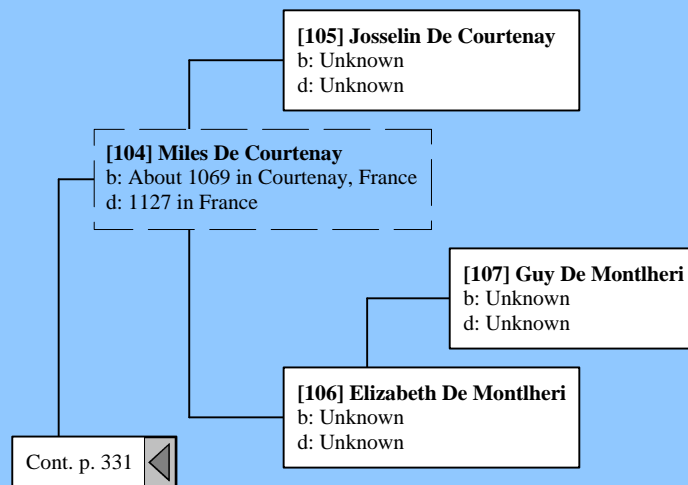 [105] Josselin De Courtenay
b: Unknown
d: Unknown
[104] Miles De Courtenay
b: About 1069 in Courtenay, France
d: 1127 in France
[107] Guy De Montlheri
b: Unknown
d: Unknown
[106] Elizabeth De Montlheri
b: Unknown
d: Unknown
Cont. p. 331